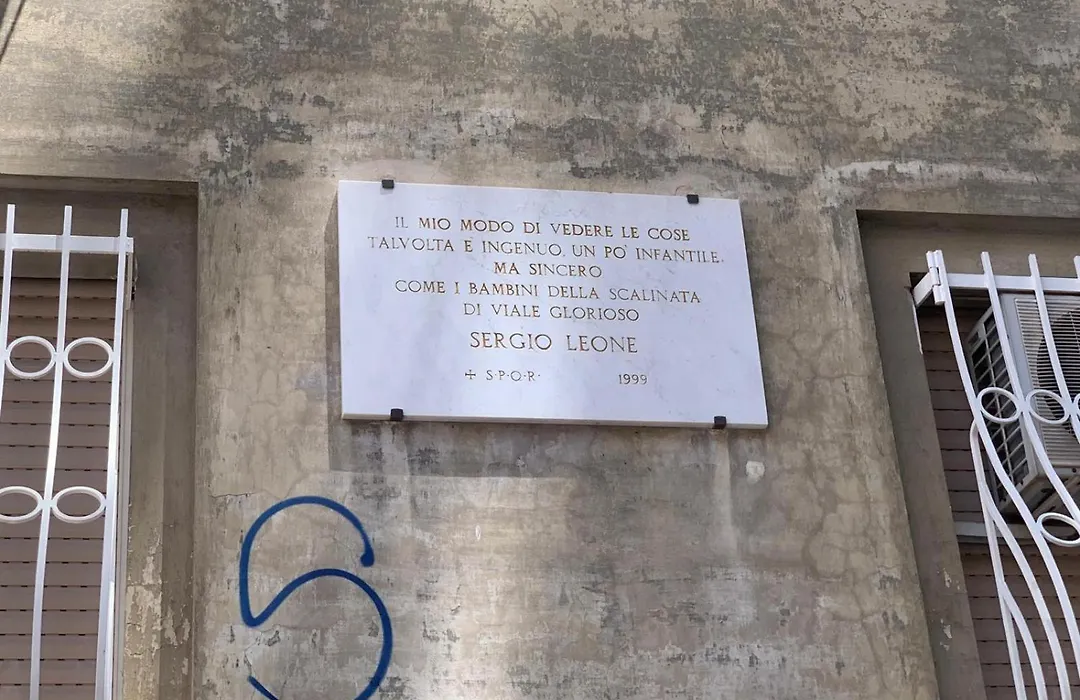 IL MIO MODO DI VEDERE LE COSE
TALVOLTA È INGENUO, UN PO' INFANTILE,
MA SINCERO
COME I BAMBINI DELLA SCALINATA
DI VIALE GLORIOSO
SERGIO LEONE
+ S·P·Q·R· 1999